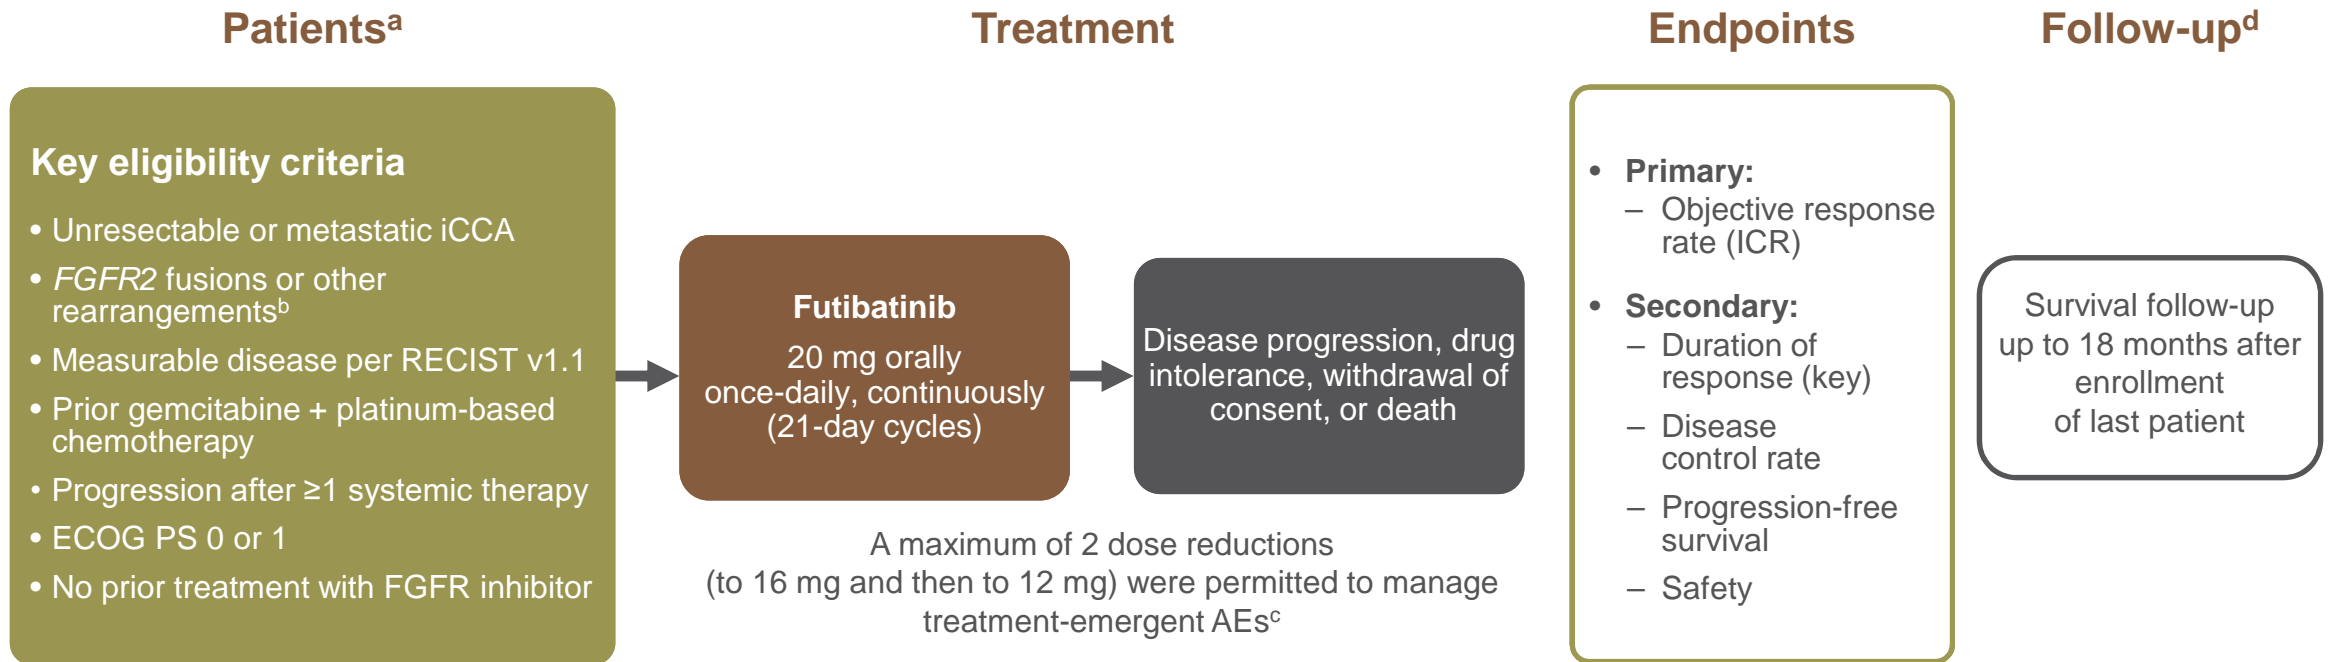 Patientsᵃ
Key eligibility criteria
• Unresectable or metastatic iCCA
• FGFR2 fusions or other
rearrangementsᵇ
• Measurable disease per RECIST v1.1
• Prior gemcitabine + platinum-based
chemotherapy
• Progression after ≥1 systemic therapy
• ECOG PS 0 or 1
• No prior treatment with FGFR inhibitor
Treatment
Futibatinib
20 mg orally
once-daily, continuously
(21-day cycles)
Disease progression, drug
intolerance, withdrawal of
consent, or death
A maximum of 2 dose reductions
(to 16 mg and then to 12 mg) were permitted to manage
treatment-emergent AEsᶜ
Endpoints
• Primary:
– Objective response
rate (ICR)
• Secondary:
– Duration of
response (key)
– Disease
control rate
– Progression-free
survival
– Safety
Follow-upᵈ
Survival follow-up
up to 18 months after
enrollment
of last patient